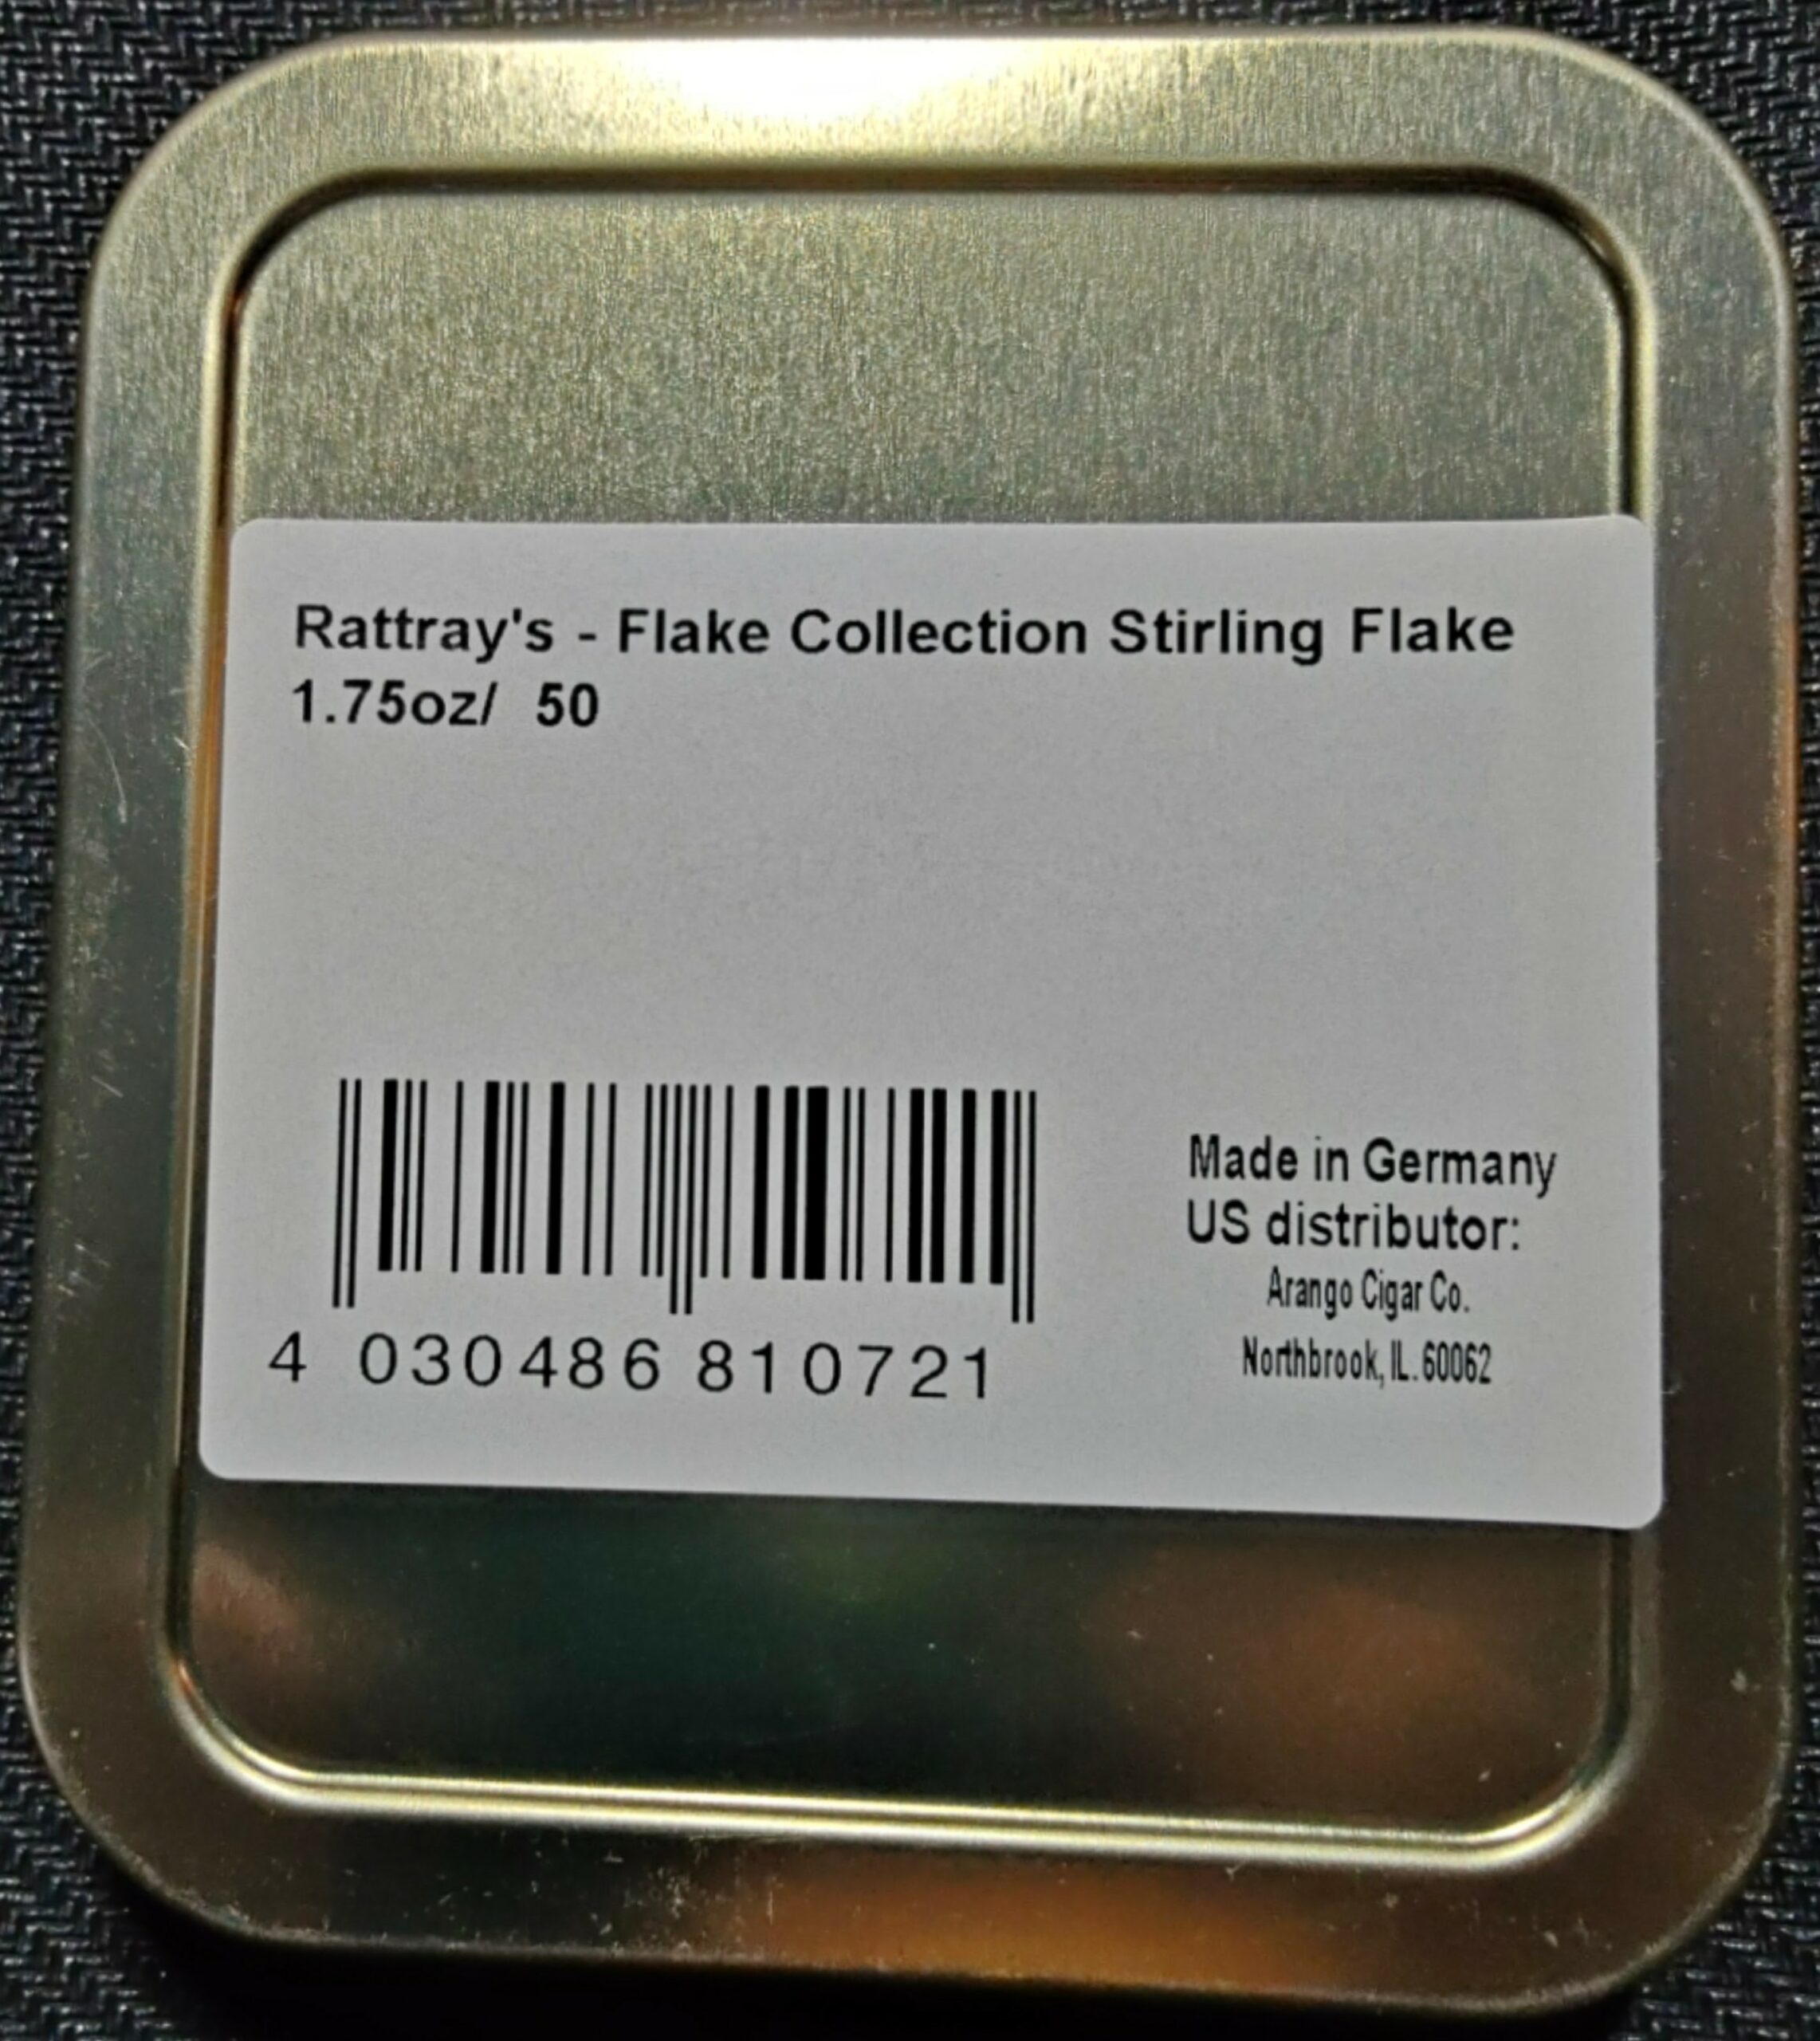 Rattray's - Flake Collection Stirling Flake
1.75oz/ 50
4 030486 810721
Made in Germany
US distributor:
Arango Cigar Co.
Northbrook, IL. 60062